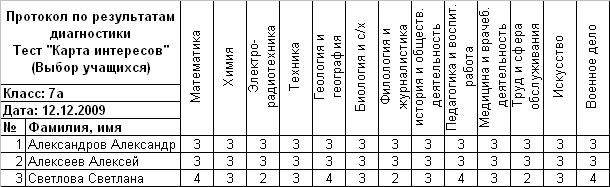 Протокол по результатам
диагностики
Тест "Карта интересов"
(Выбор учащихся)
Класс: 7а
Дата: 12.12.2009
№ Фамилия, имя
Математика
Химия
Электро-
радиотехника
Техника
Геология и
география
Биология и с/х
Филология и
журналистика
история и обществ.
деятельность
Педагогика и воспит.
работа
Медицина и врачеб.
деятельность
Труд и сфера
обслуживания
Искусство
Военное дело
1 Александров Александр 3 3 3 3 3 3 3 3 3 3 3 3 3
2 Алексеев Алексей 3 3 3 3 3 3 3 3 3 3 3 3 3
3 Светлова Светлана 4 3 2 3 4 3 2 3 4 3 2 3 4